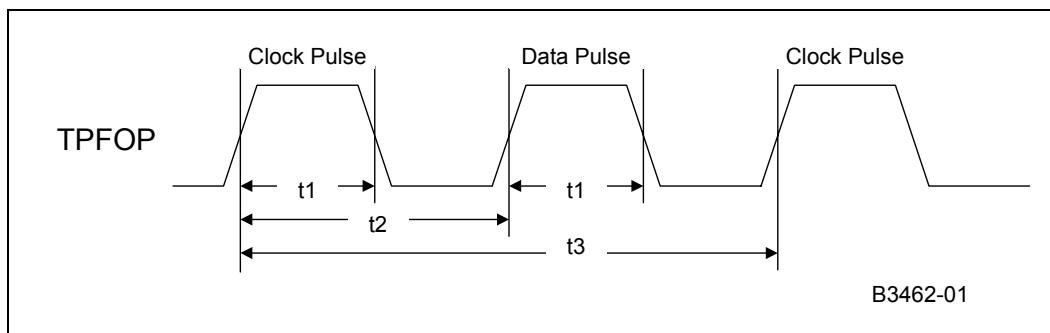 Clock Pulse Data Pulse Clock Pulse
TPFOP
t1 t1
t2
t3
B3462-01